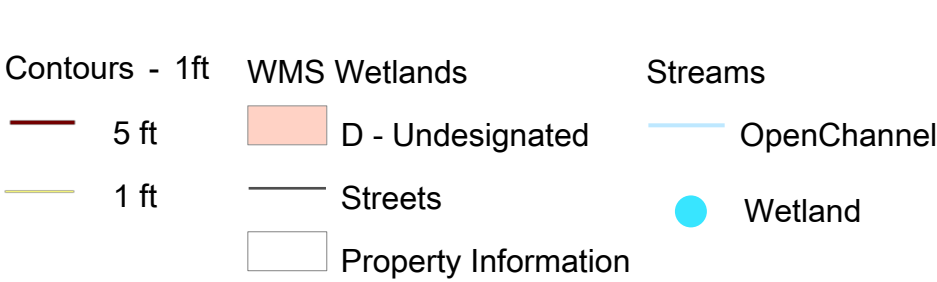 Contours - 1ft
5 ft
1 ft
WMS Wetlands
D - Undesignated
Streets
Property Information
Streams
OpenChannel
Wetland